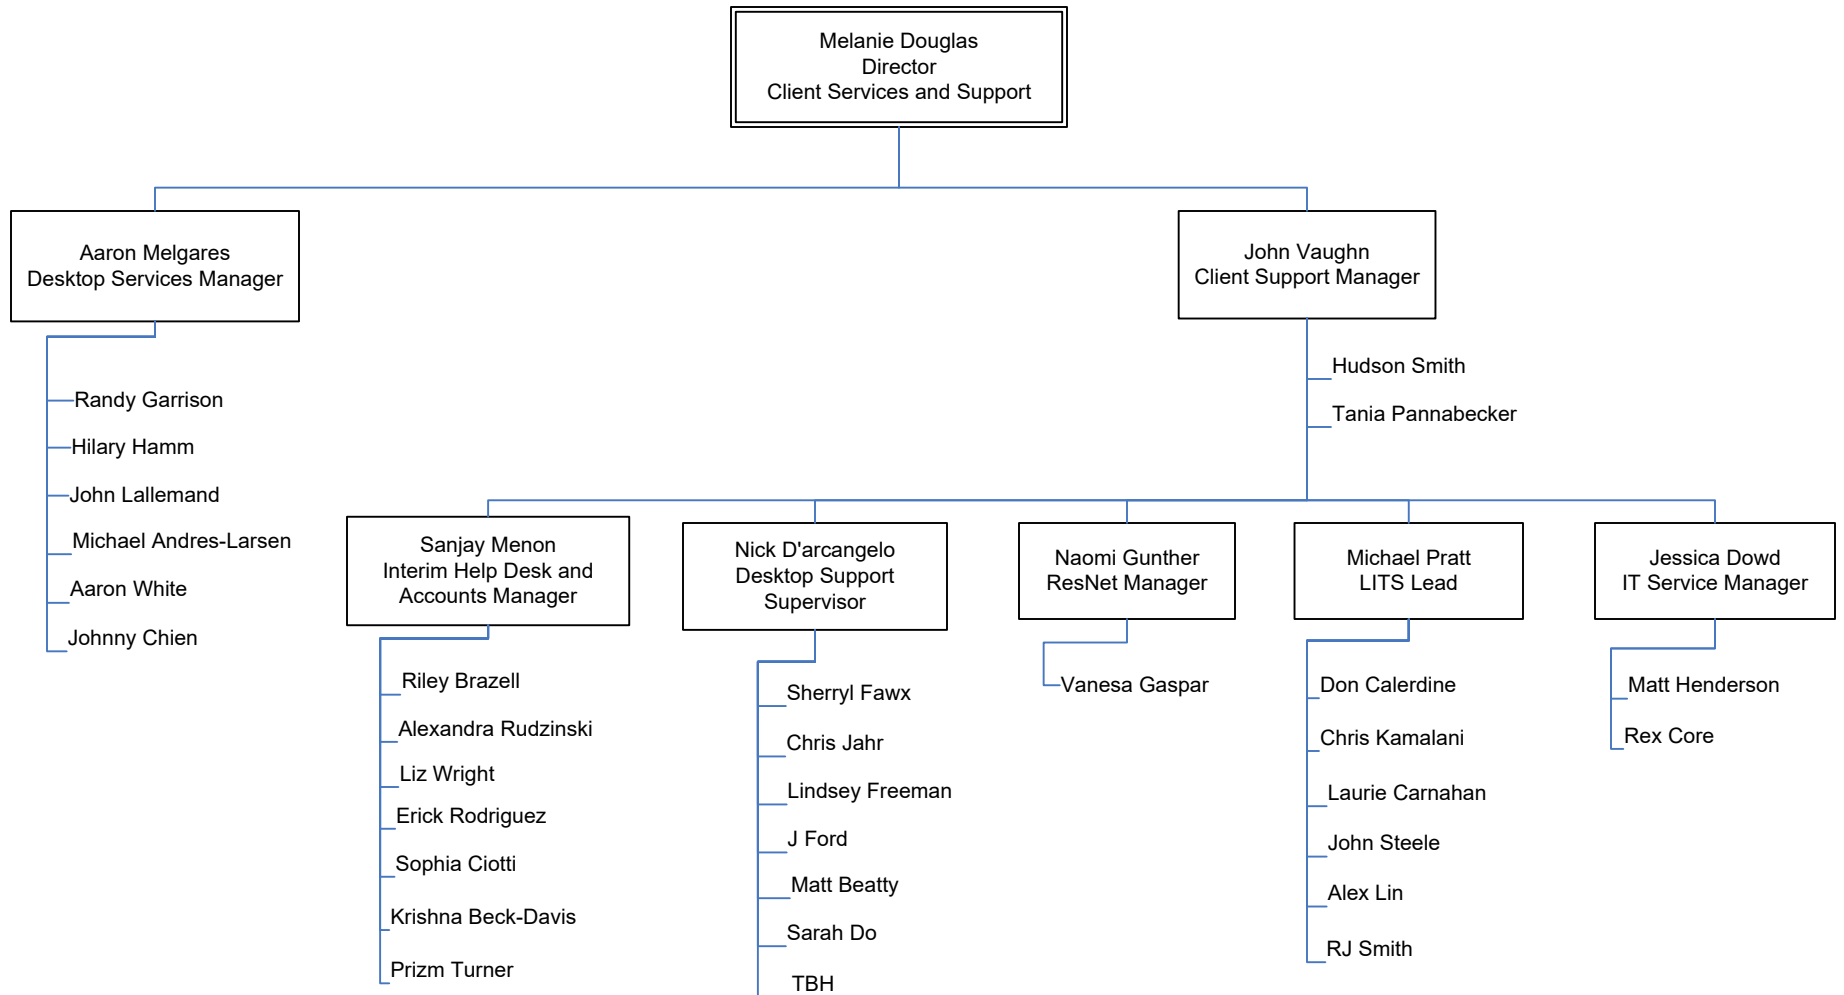 Melanie Douglas
Director
Client Services and Support
Aaron Melgares
Desktop Services Manager
John Vaughn
Client Support Manager
Hudson Smith
Tania Pannabecker
Randy Garrison
Hilary Hamm
John Lallemand
Michael Andres-Larsen
Aaron White
Johnny Chien
Sanjay Menon
Interim Help Desk and
Accounts Manager
Riley Brazell
Alexandra Rudzinski
Liz Wright
Erick Rodriguez
Sophia Ciotti
Krishna Beck-Davis
Prizm Turner
Nick D'arcangelo
Desktop Support
Supervisor
Sherryl Fawx
Chris Jahr
Lindsey Freeman
J Ford
Matt Beatty
Sarah Do
TBH
Naomi Gunther
ResNet Manager
Vanesa Gaspar
Michael Pratt
LITS Lead
Don Calerdine
Chris Kamalani
Laurie Carnahan
John Steele
Alex Lin
RJ Smith
Jessica Dowd
IT Service Manager
Matt Henderson
Rex Core